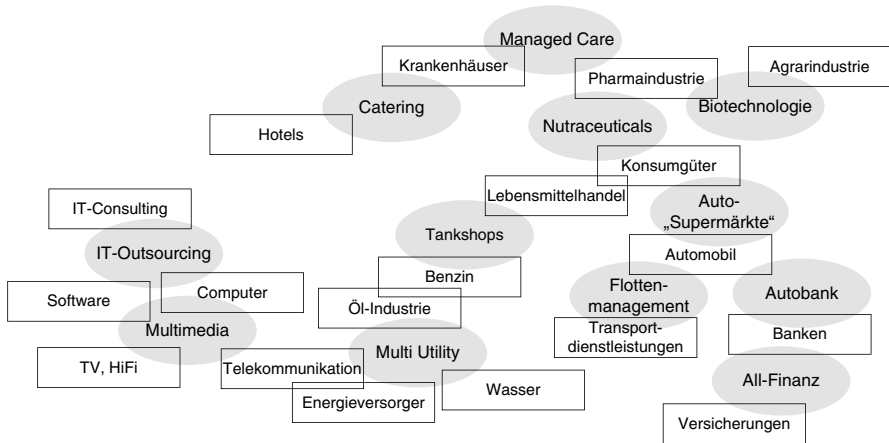 Managed Care
Krankenhäuser
Agrarindustrie
Pharmaindustrie
Catering
Biotechnologie
Nutraceuticals
Hotels
Konsumgüter
Lebensmittelhandel
IT-Consulting
Auto-
„Supermärkte“
Tankshops
IT-Outsourcing
Automobil
Benzin
Software
Computer
Flotten-
management
Autobank
Öl-Industrie
Multimedia
Transport-
dienstleistungen
Banken
Multi Utility
TV, HiFi
Telekommunikation
All-Finanz
Wasser
Energieversorger
Versicherungen